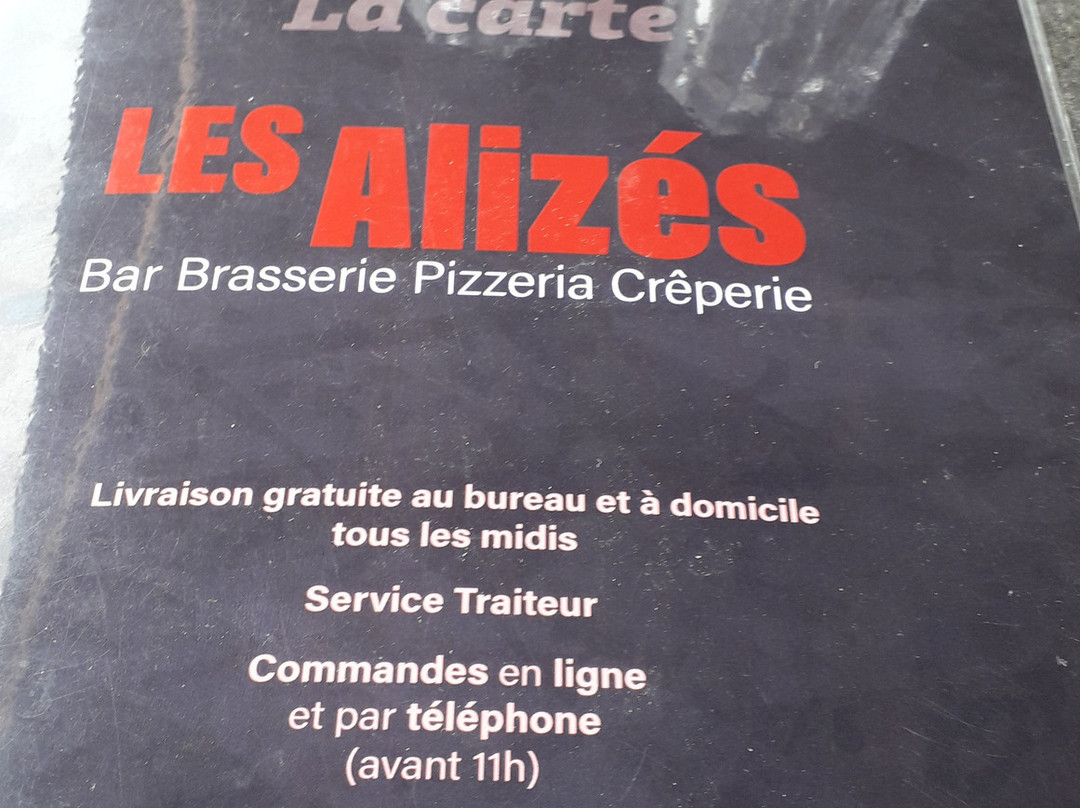 La carte
LES Alizés
Bar Brasserie Pizzeria Crêperie
Livraison gratuite au bureau et à domicile
tous les midis
Service Traiteur
Commandes en ligne
et par téléphone
(avant 11h)